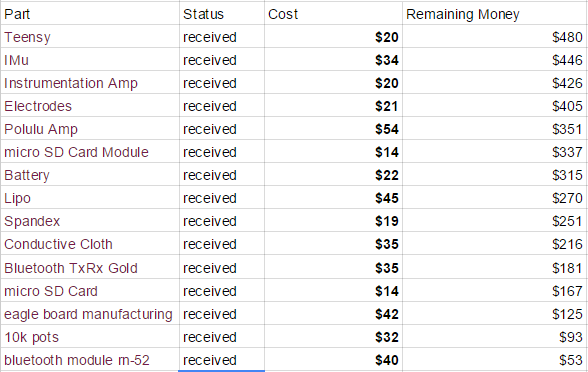 Part Status Cost Remaining Money
Teensy received $20 $480
IMu received $34 $446
Instrumentation Amp received $20 $426
Electrodes received $21 $405
Polulu Amp received $54 $351
micro SD Card Module received $14 $337
Battery received $22 $315
Lipo received $45 $270
Spandex received $19 $251
Conductive Cloth received $35 $216
Bluetooth TxRx Gold received $35 $181
micro SD Card received $14 $167
eagle board manufacturing received $42 $125
10k pots received $32 $93
bluetooth module rn-52 received $40 $53